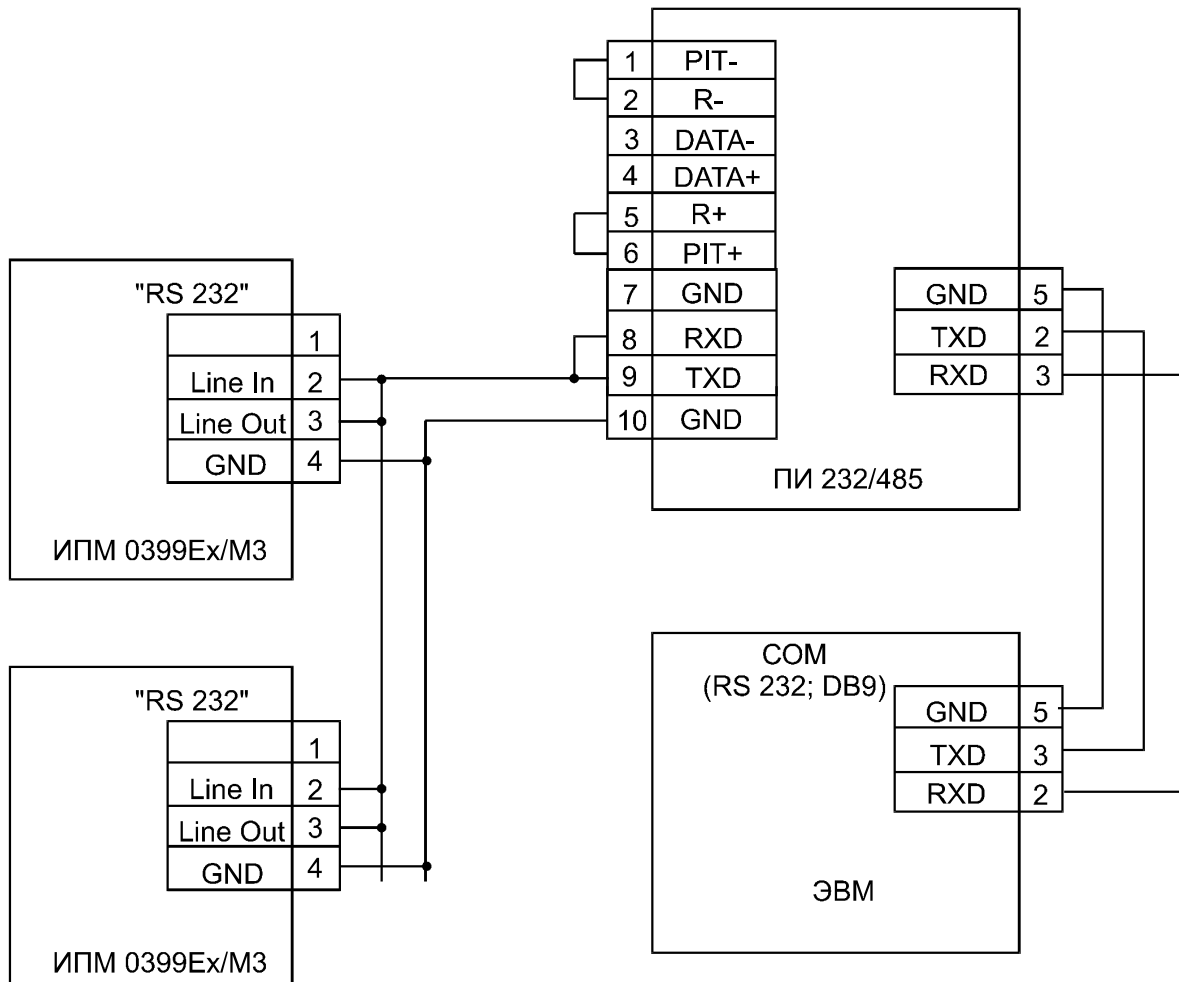 1 PIT-
2 R-
3 DATA-
4 DATA+
5 R+
6 PIT+
7 GND
8 RXD
9 TXD
10 GND
GND 5
TXD 2
RXD 3
ПИ 232/485
"RS 232"
1
Line In 2
Line Out 3
GND 4
ИПМ 0399Ex/М3
"RS 232"
1
Line In 2
Line Out 3
GND 4
ИПМ 0399Ex/М3
COM
(RS 232; DB9)
GND 5
TXD 3
RXD 2
ЭВМ